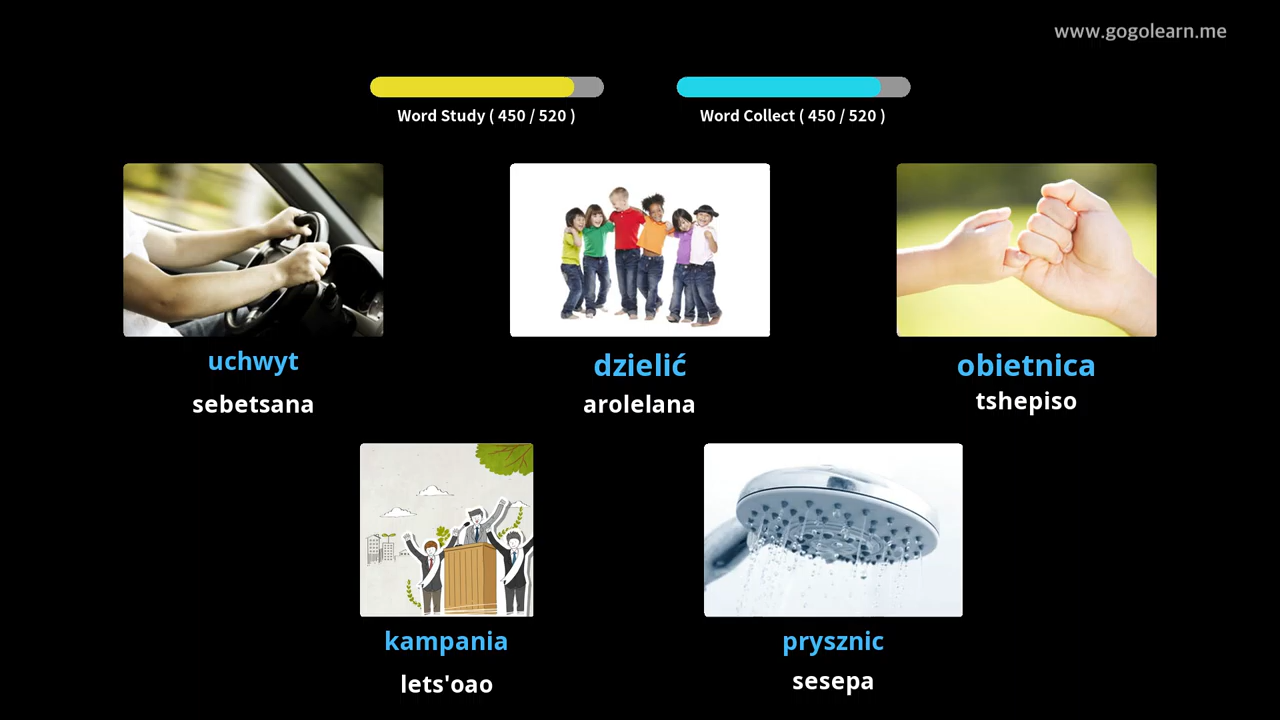 www.gogolearn.me
Word Study ( 450 / 520 )
Word Collect ( 450 / 520 )
uchwyt
sebetsana
dzielić
arolelana
obietnica
tshepiso
kampania
lets'oao
prysznic
sesepa